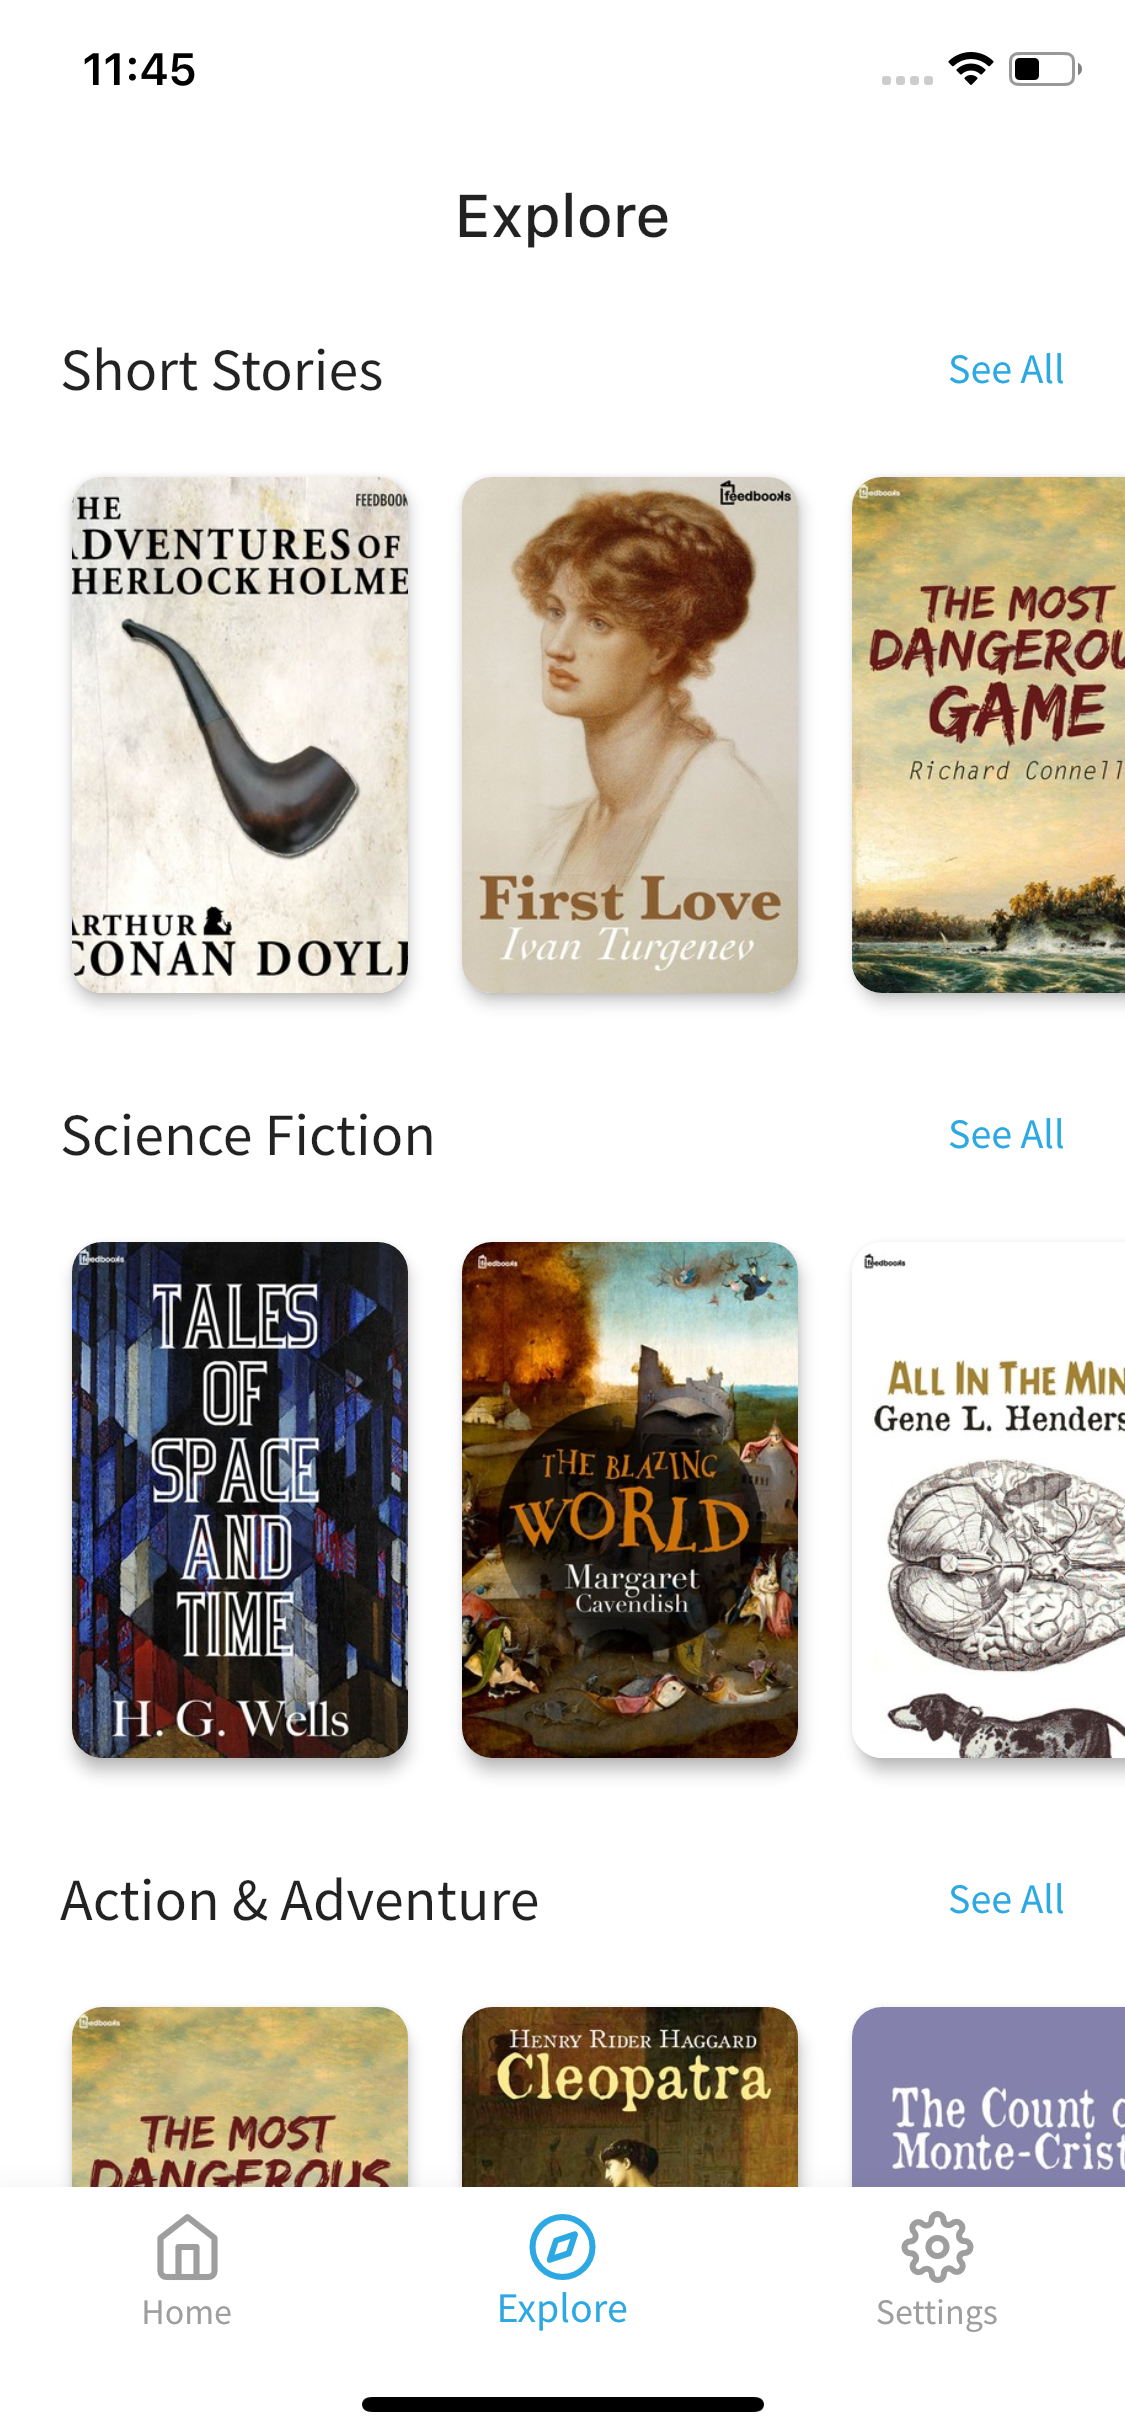 11:45
Explore
Short Stories
See All
HE
FEEDBOOK
DVENTURES OF
HERLOCK HOLME
ARTHUR
CONAN DOYL
feedbooks
First Love
Ivan Turgenev
feedbooks
THE MOST
DANGEROU
GAME
Richard Connell
Science Fiction
See All
feedbooks
TALES
OF
SPACE
AND
TIME
H. G. Wells
feedbooks
THE BLAZING
WORLD
Margaret
Cavendish
feedbooks
ALL IN THE MIN
Gene L. Henders
Action & Adventure
See All
feedbooks
THE MOST
DANGEROUS
HENRY RIDER HAGGARD
Cleopatra
The Count o
Monte-Crist
Home
Explore
Settings